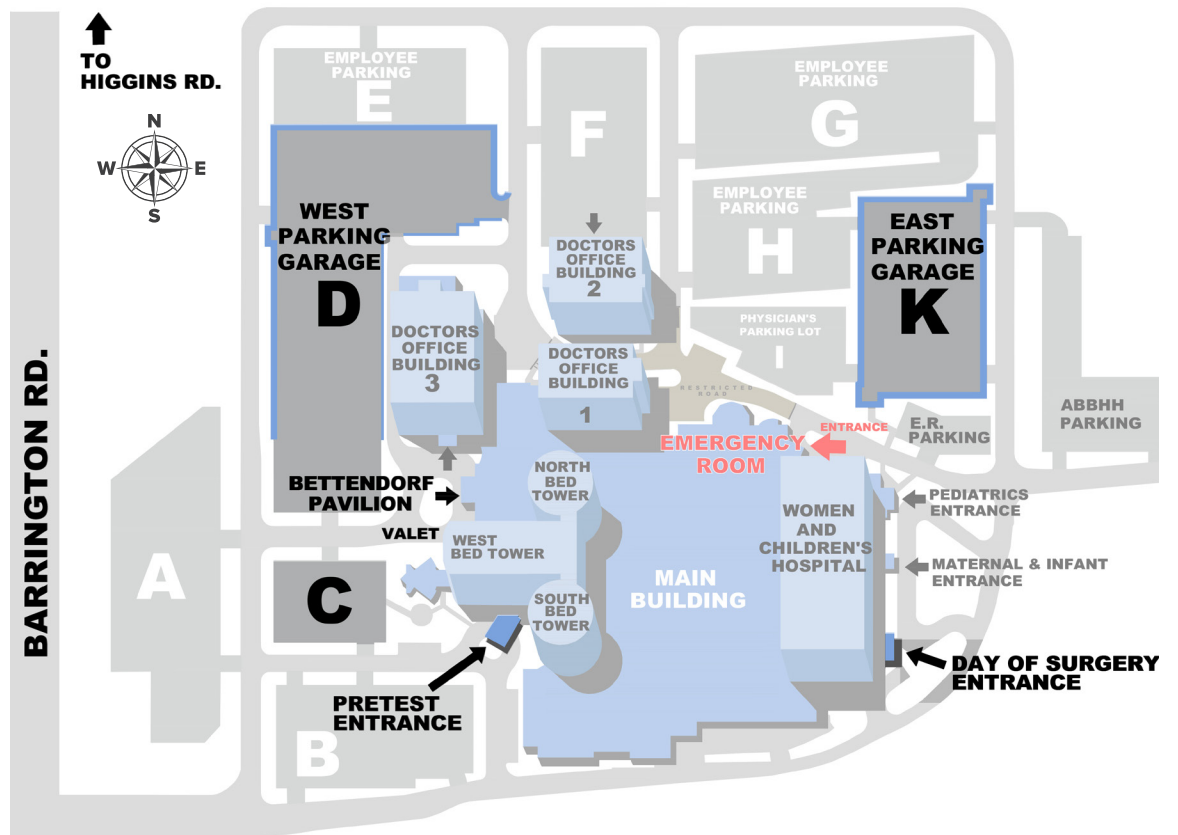 TO
HIGGINS RD.
N
W
E
S
BARRINGTON RD.
EMPLOYEE
PARKING
E
F
EMPLOYEE
PARKING
G
EMPLOYEE
PARKING
H
WEST
PARKING
GARAGE
D
EAST
PARKING
GARAGE
K
DOCTORS
OFFICE
BUILDING
2
DOCTORS
OFFICE
BUILDING
3
DOCTORS
OFFICE
BUILDING
1
PHYSICIAN'S
PARKING LOT
I
RESTRICTED
ROAD
ABBHH
PARKING
E.R.
PARKING
ENTRANCE
EMERGENCY
ROOM
BETTENDORF
PAVILION
VALET
NORTH
BED
TOWER
WEST
BED TOWER
SOUTH
BED
TOWER
MAIN
BUILDING
WOMEN
AND
CHILDREN'S
HOSPITAL
PEDIATRICS
ENTRANCE
MATERNAL & INFANT
ENTRANCE
DAY OF SURGERY
ENTRANCE
A
C
PRETEST
ENTRANCE
B